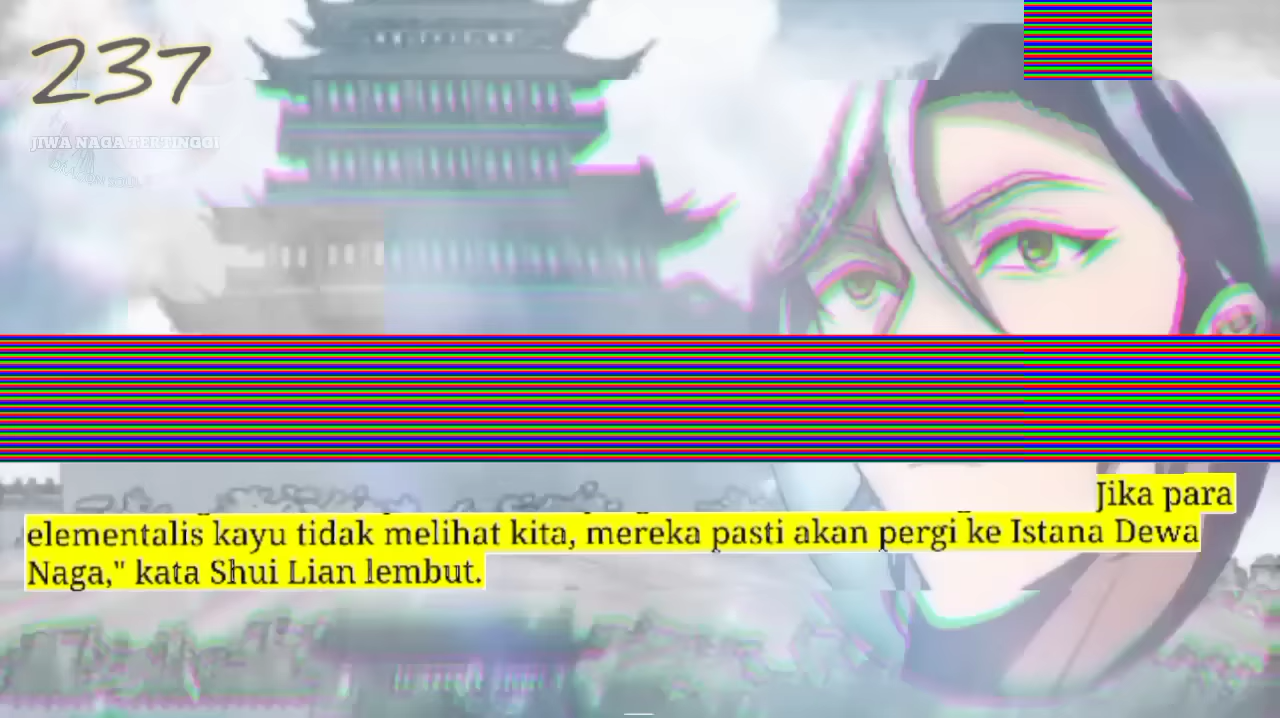 237
JIWA NAGA TERTINGGI
Jika para
elementalis kayu tidak melihat kita, mereka pasti akan pergi ke Istana Dewa
Naga," kata Shui Lian lembut.